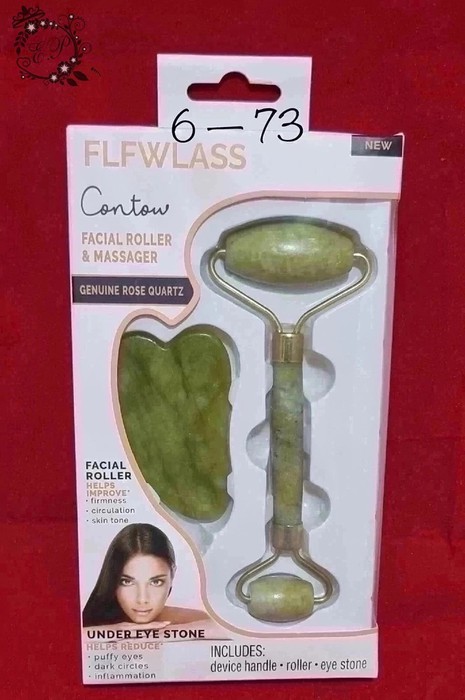 E P
6-73
NEW
FLFWLASS
Contour
FACIAL ROLLER
& MASSAGER
GENUINE ROSE QUARTZ
FACIAL
ROLLER
HELPS
IMPROVE*
• firmness
• circulation
• skin tone
UNDER EYE STONE
HELPS REDUCE*
• puffy eyes
• dark circles
• inflammation
INCLUDES:
device handle • roller • eye stone